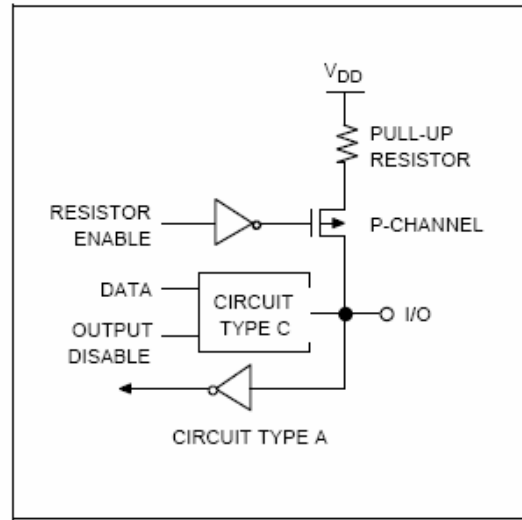 VDD
PULL-UP
RESISTOR
RESISTOR
ENABLE
P-CHANNEL
DATA
CIRCUIT
TYPE C
I/O
OUTPUT
DISABLE
CIRCUIT TYPE A